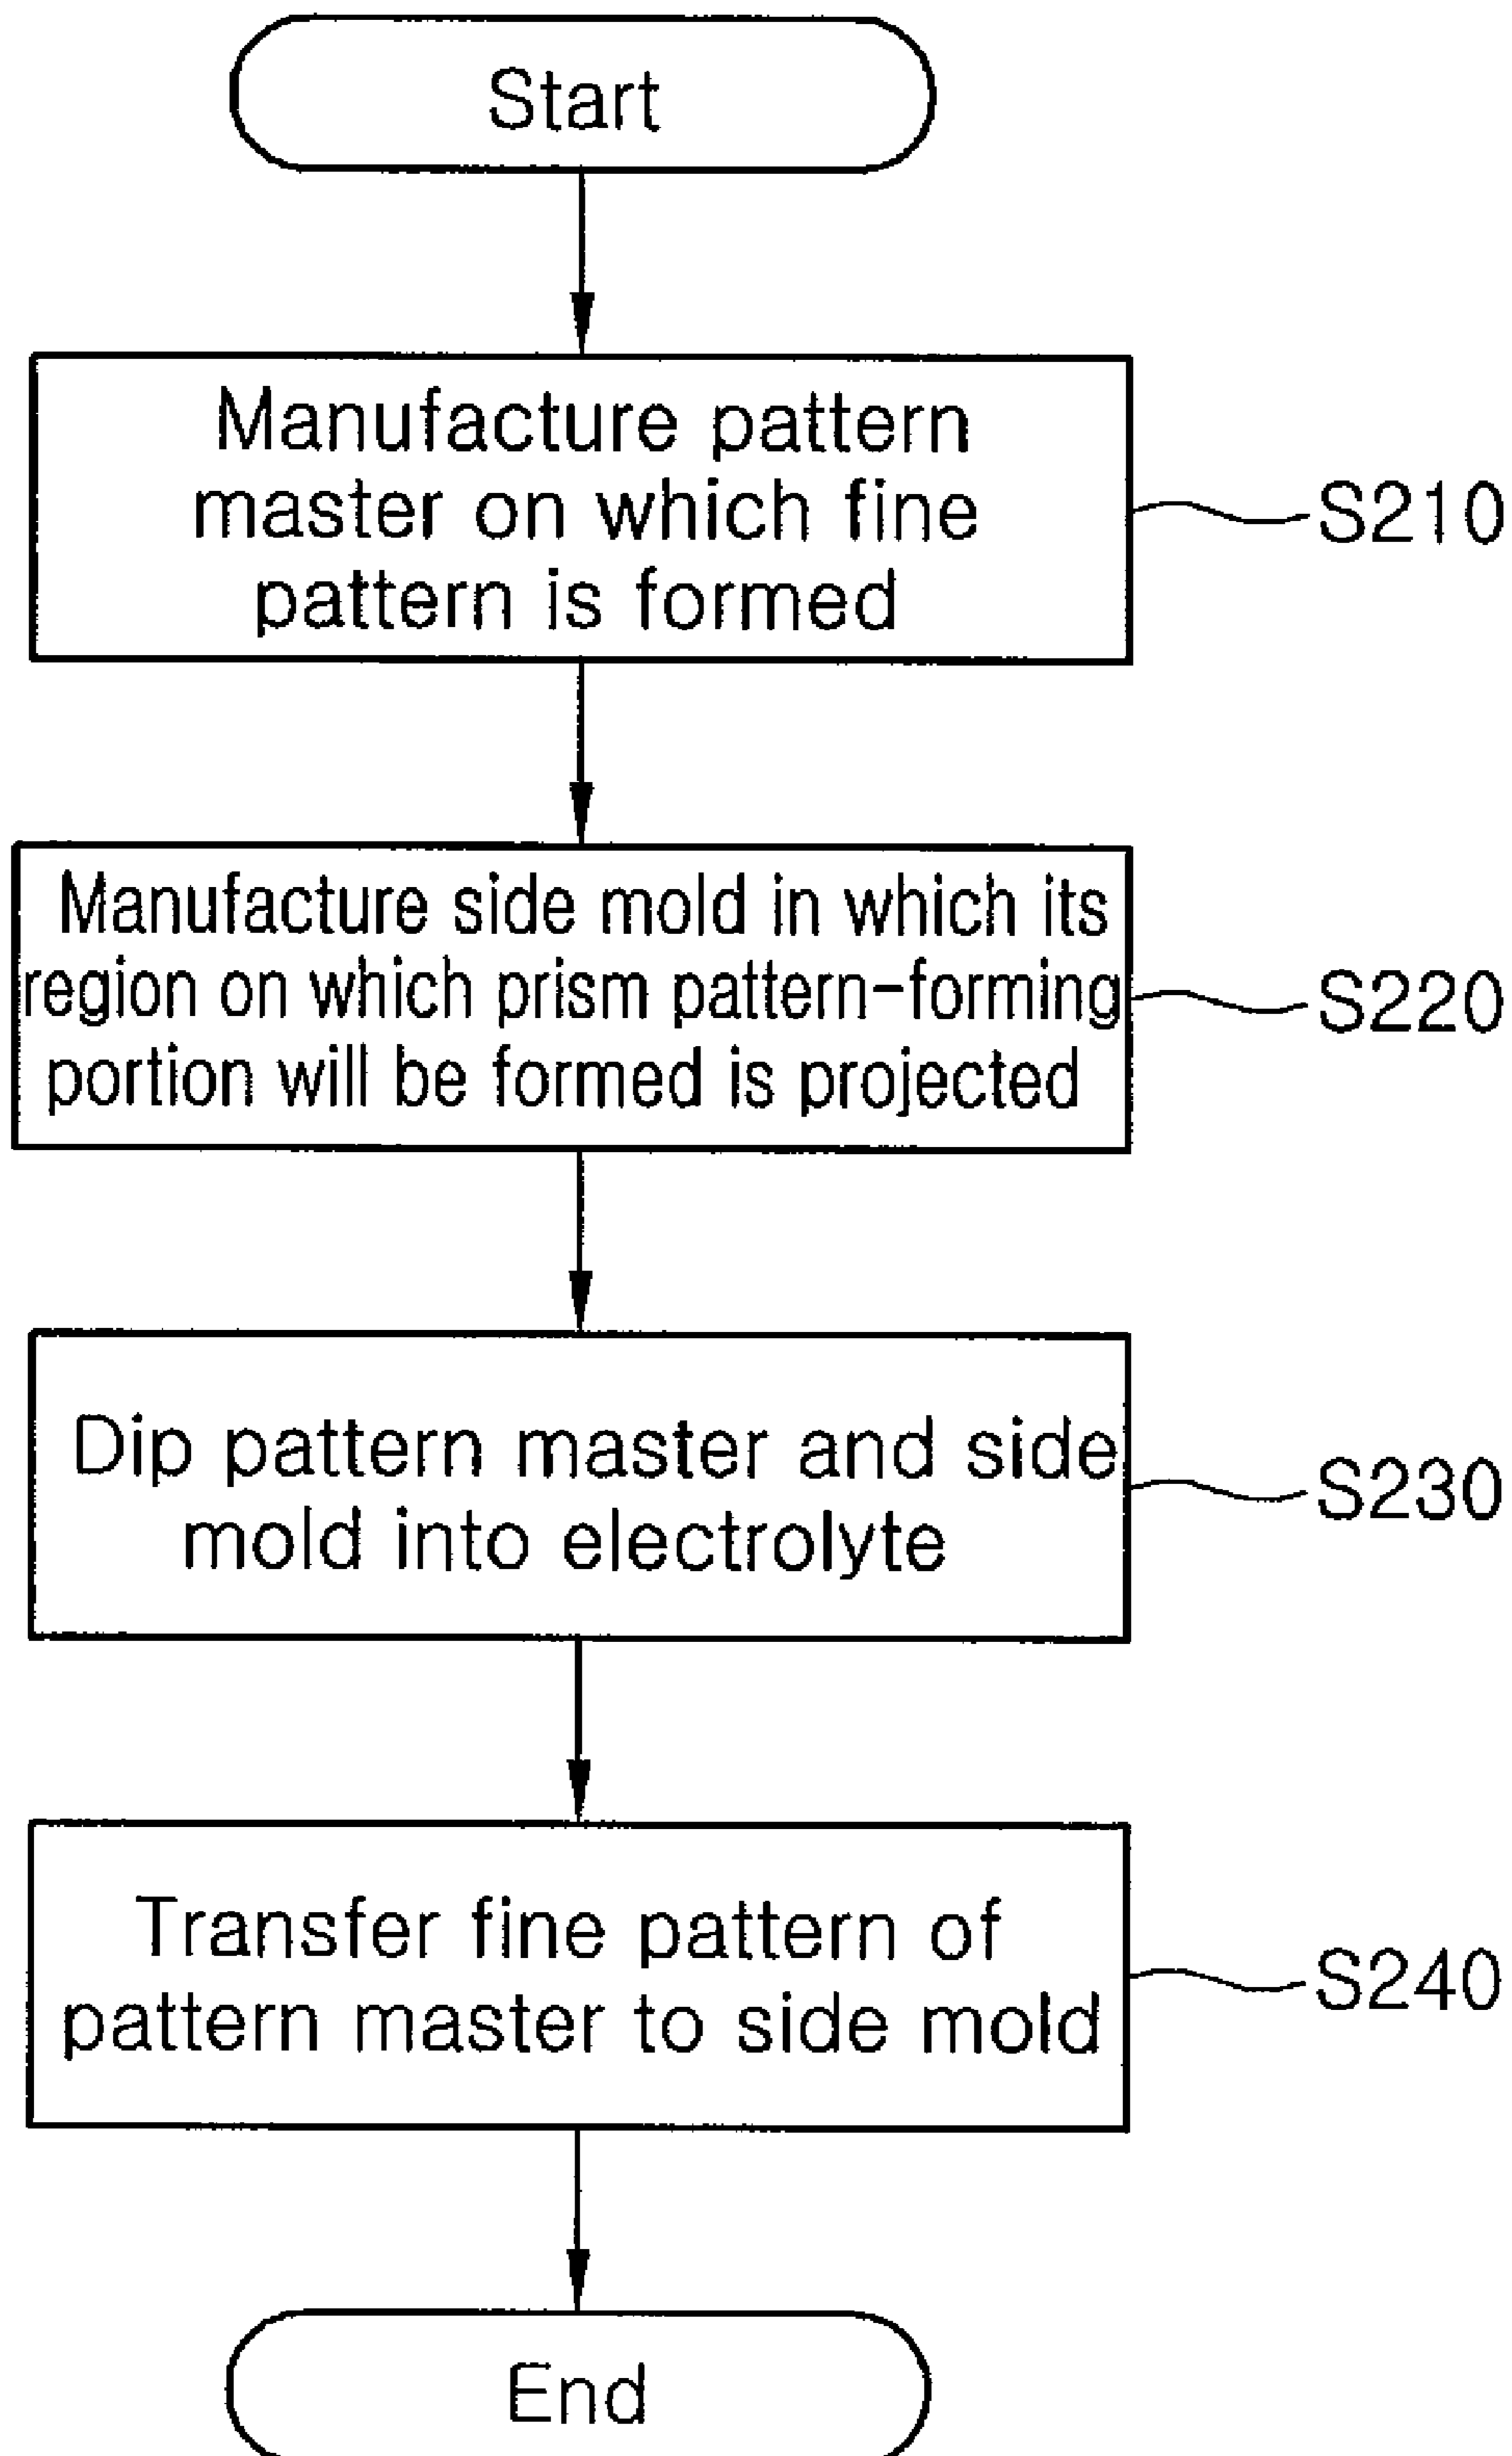 Start
Manufacture pattern
master on which fine
pattern is formed
S210
Manufacture side mold in which its
region on which prism pattern-forming
portion will be formed is projected
S220
Dip pattern master and side
mold into electrolyte
S230
Transfer fine pattern of
pattern master to side mold
S240
End